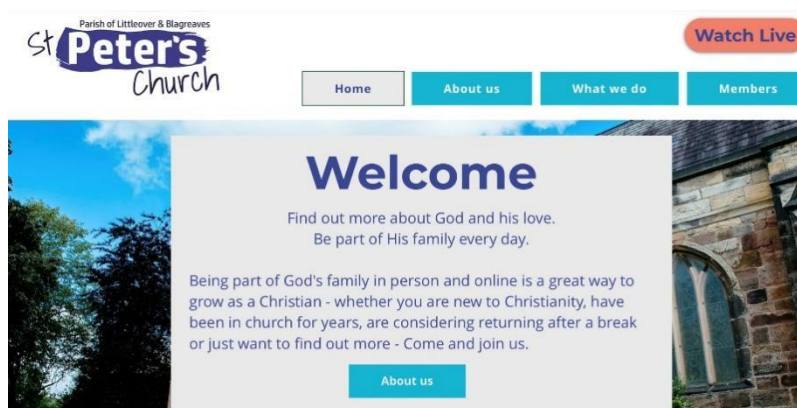 Parish of Littleover & Blagreaves
St Peter's
Church
Watch Live
Home
About us
What we do
Members
Welcome
Find out more about God and his love.
Be part of His family every day.
Being part of God's family in person and online is a great way to
grow as a Christian - whether you are new to Christianity, have
been in church for years, are considering returning after a break
or just want to find out more - Come and join us.
About us